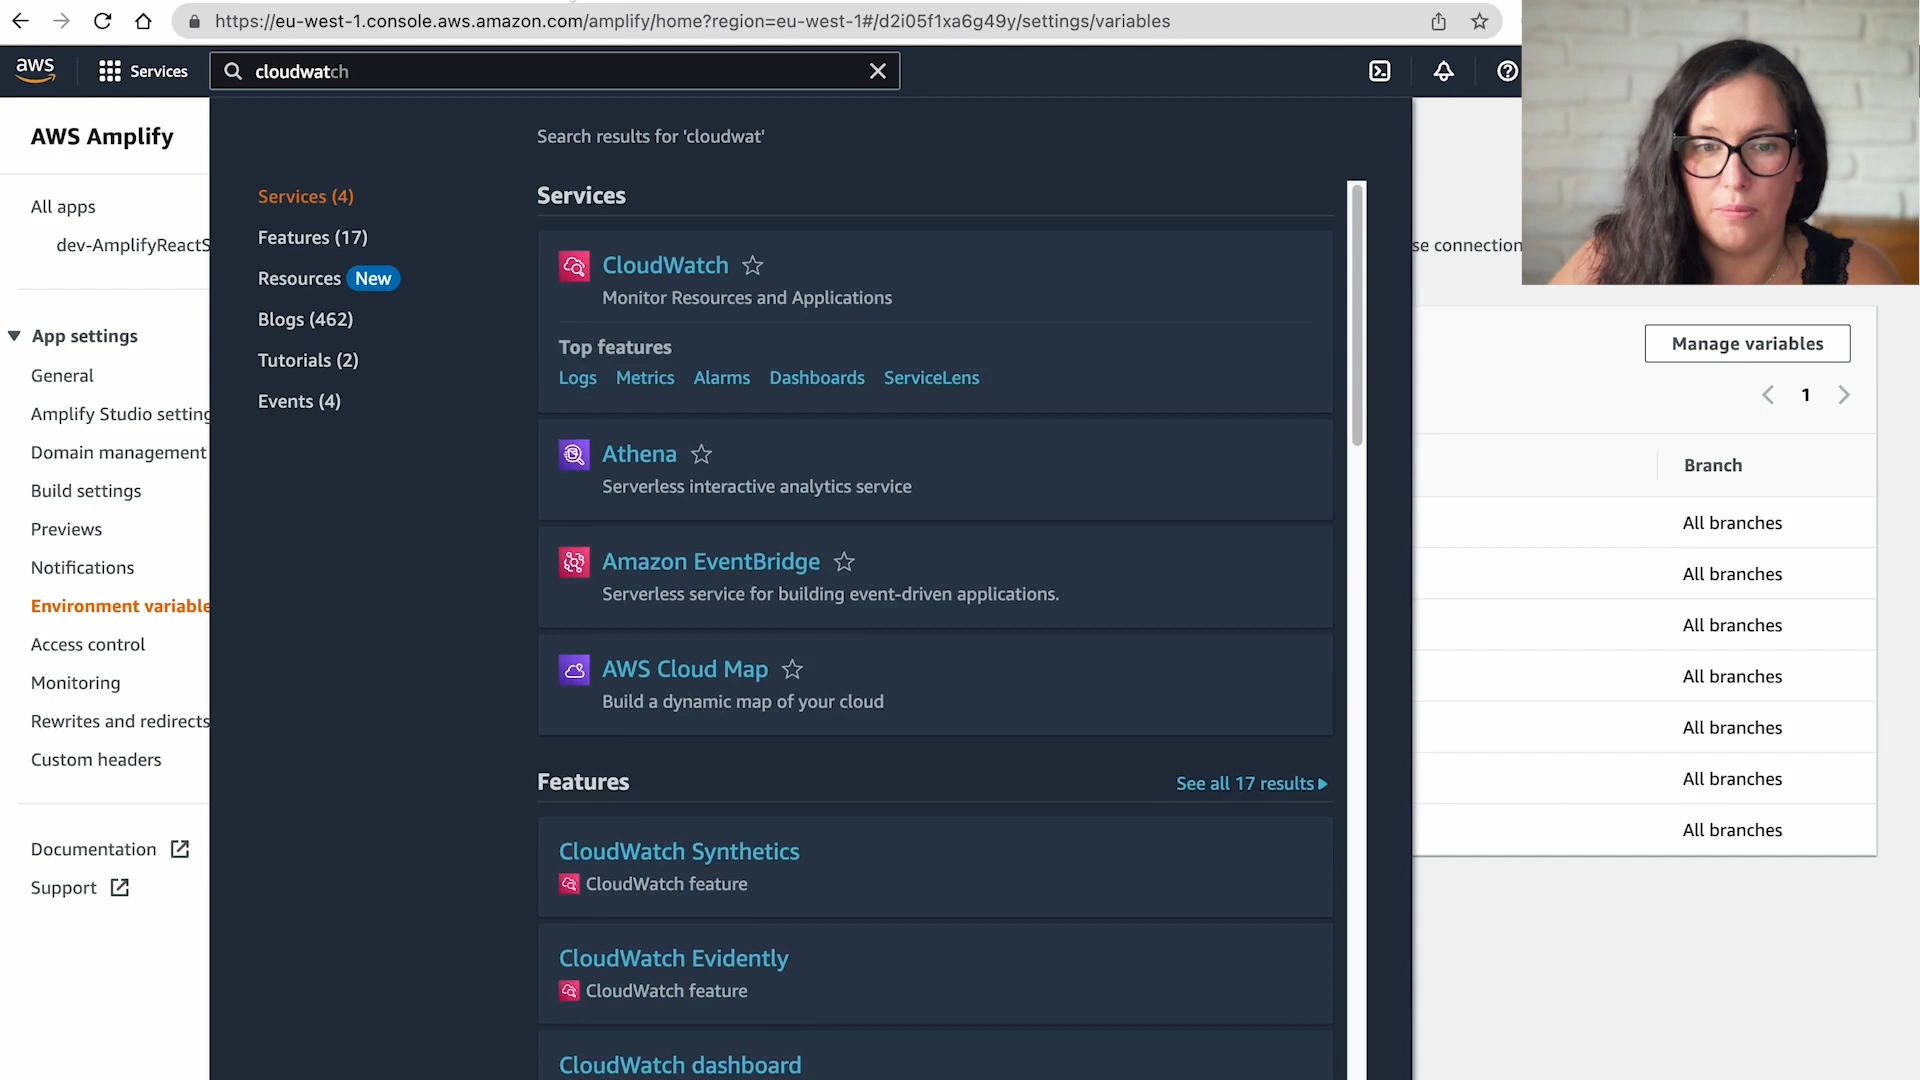 https://eu-west-1.console.aws.amazon.com/amplify/home?region=eu-west-1#/d2i05f1xa6g49y/settings/variables
aws
Services
cloudwatch
AWS Amplify
All apps
dev-AmplifyReactS
App settings
General
Amplify Studio setting
Domain management
Build settings
Previews
Notifications
Environment variable
Access control
Monitoring
Rewrites and redirects
Custom headers
Documentation
Support
Search results for 'cloudwat'
Services (4)
Features (17)
Resources New
Blogs (462)
Tutorials (2)
Events (4)
Services
CloudWatch
Monitor Resources and Applications
Top features
Logs Metrics Alarms Dashboards ServiceLens
Athena
Serverless interactive analytics service
Amazon EventBridge
Serverless service for building event-driven applications.
AWS Cloud Map
Build a dynamic map of your cloud
Features
See all 17 results
CloudWatch Synthetics
CloudWatch feature
CloudWatch Evidently
CloudWatch feature
CloudWatch dashboard
se connection
Manage variables
1
Branch
All branches
All branches
All branches
All branches
All branches
All branches
All branches